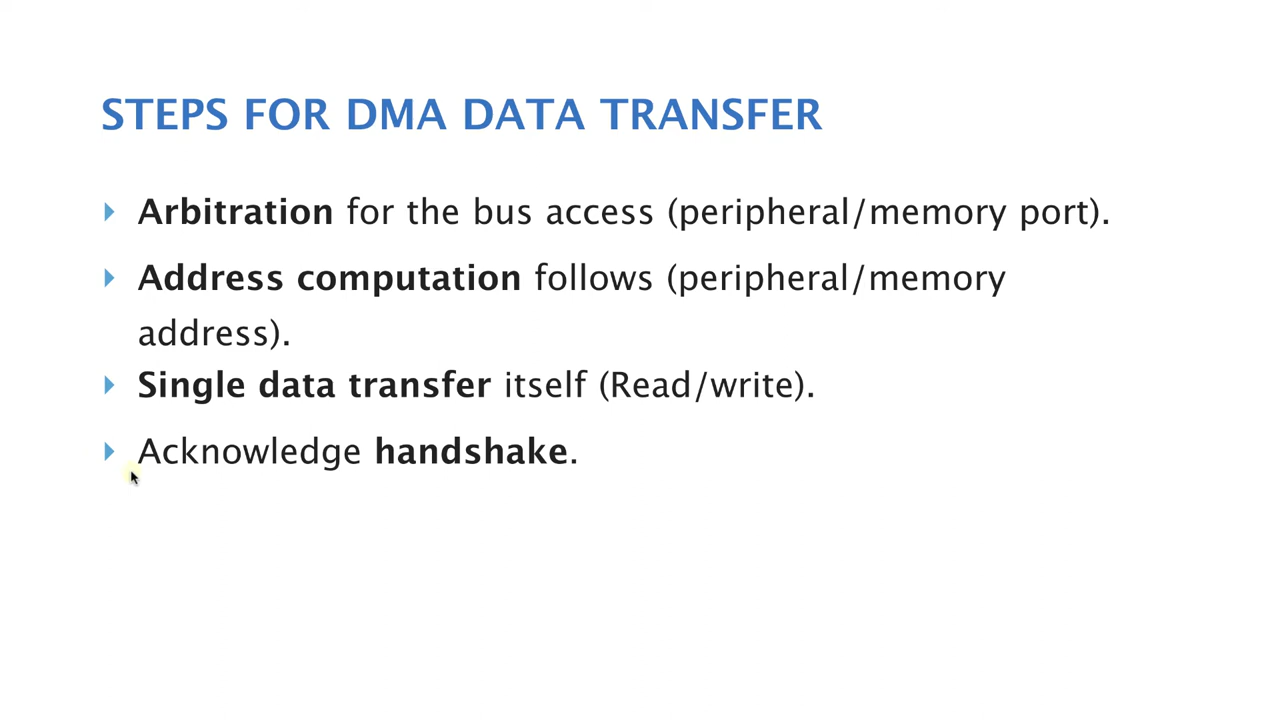 STEPS FOR DMA DATA TRANSFER
Arbitration for the bus access (peripheral/memory port).
Address computation follows (peripheral/memory
address).
Single data transfer itself (Read/write).
Acknowledge handshake.